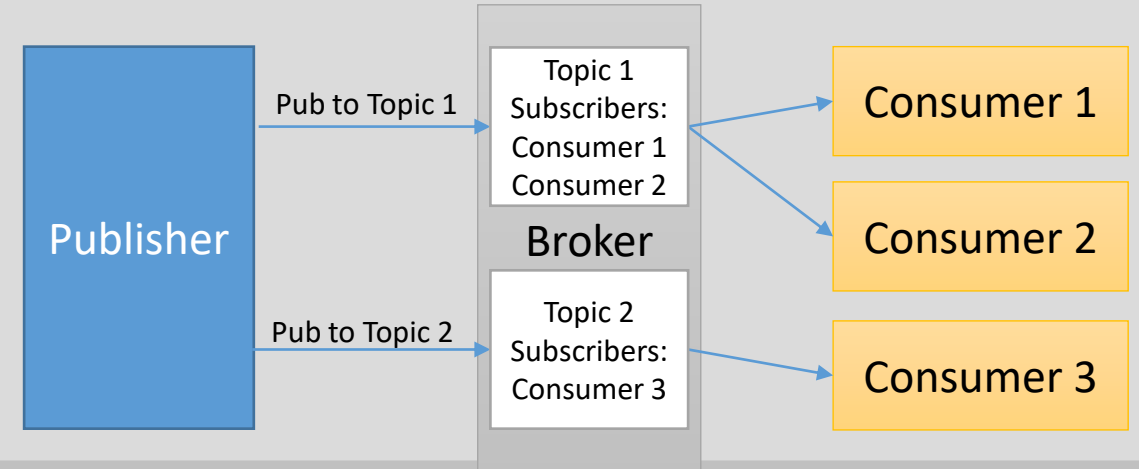 Publisher
Pub to Topic 1
Pub to Topic 2
Topic 1
Subscribers:
Consumer 1
Consumer 2
Broker
Topic 2
Subscribers:
Consumer 3
Consumer 1
Consumer 2
Consumer 3